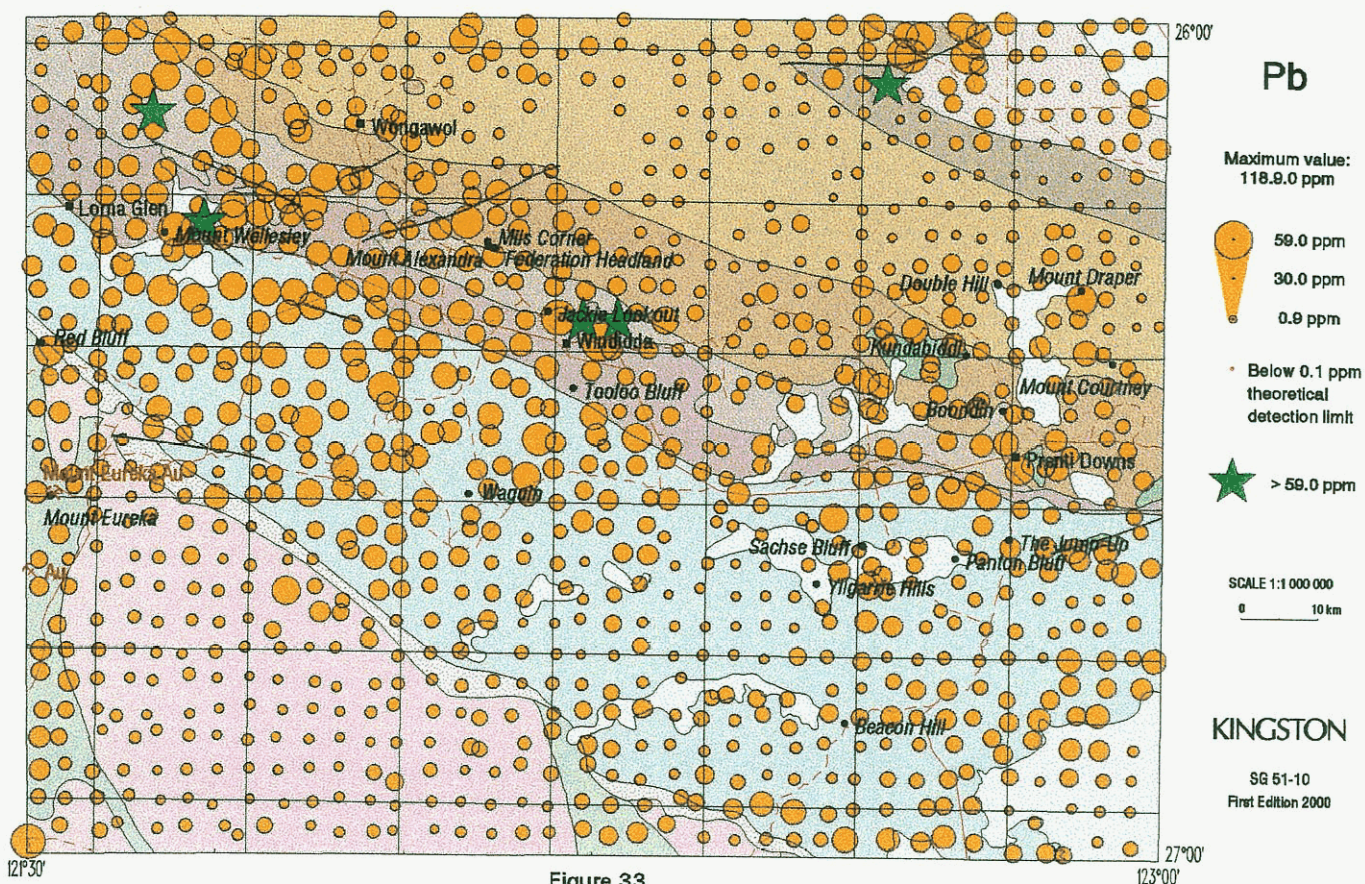 26°00'
Pb
Maximum value:
118.9.0 ppm
59.0 ppm
30.0 ppm
0.9 ppm
Below 0.1 ppm
theoretical
detection limit
> 59.0 ppm
SCALE 1:1 000 000
0 10 km
KINGSTON
SG 51-10
First Edition 2000
Wongawol
Lorna Glen
Mount Wellesley
Mils Corner
Mount Alexandra
Federation Headland
Double Hill
Mount Draper
Jackie Lookout
Red Bluff
Windidda
Kundabiddi
Tooloo Bluff
Mount Courtney
Boondin
Prenti Downs
Mount Eureka Au
Waguin
Mount Eureka
Sachse Bluff
The Jump-Up
Panton Bluff
Au
Yilgarne Hills
Beacon Hill
121°30'
Figure 33
123°00'
27°00'